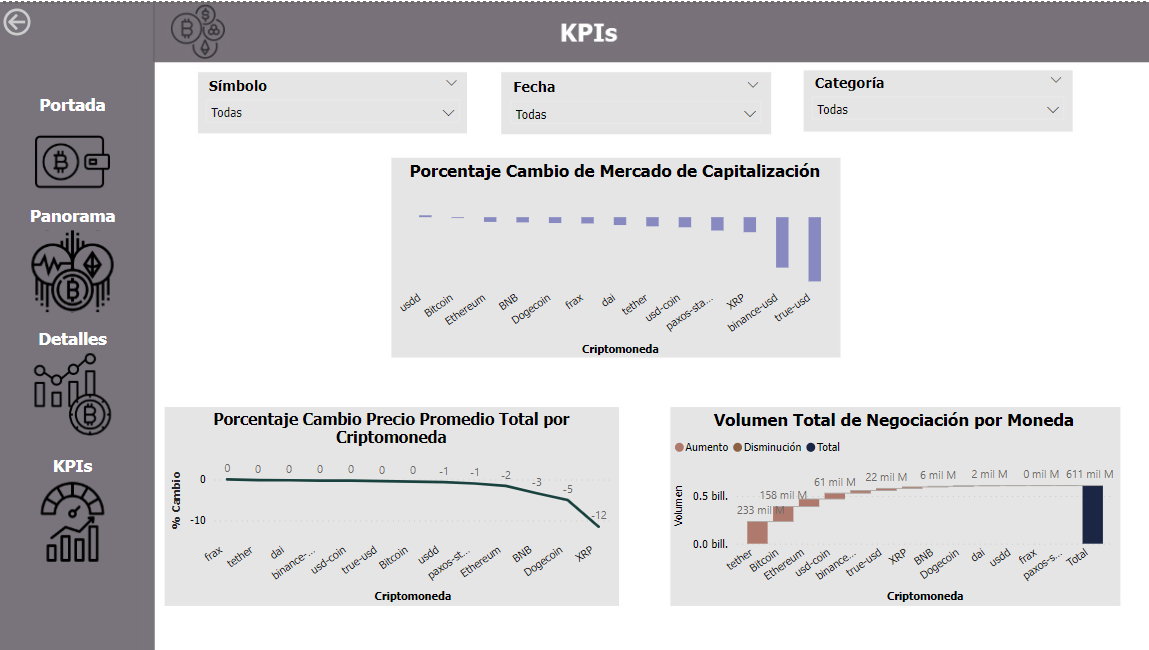 KPIs
Portada
Panorama
Detalles
KPIs
Símbolo
Todas
Fecha
Todas
Categoría
Todas
Porcentaje Cambio de Mercado de Capitalización
usdd
Bitcoin
Ethereum
BNB
Dogecoin
frax
dai
tether
usd-coin
paxos-sta...
XRP
binance-usd
true-usd
Criptomoneda
Porcentaje Cambio Precio Promedio Total por
Criptomoneda
% Cambio
0
-10
0 0 0 0 0 0 0 -1 -1 -2 -3 -5 -12
frax
tether
dai
binance-...
usd-coin
true-usd
Bitcoin
usdd
paxos-st...
Ethereum
BNB
Dogecoin
XRP
Criptomoneda
Volumen Total de Negociación por Moneda
Aumento Disminución Total
Volumen
0.5 bill.
0.0 bill.
233 mil M 158 mil M 61 mil M 22 mil M 6 mil M 2 mil M 0 mil M 611 mil M
tether
Bitcoin
Ethereum
usd-coin
binance...
true-usd
XRP
BNB
Dogecoin
dai
usdd
frax
paxos-s...
Total
Criptomoneda